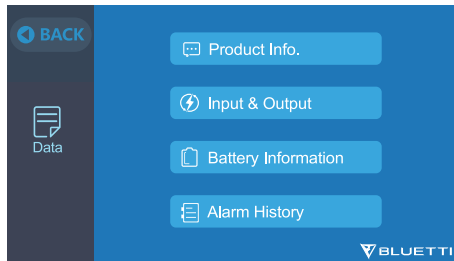 BACK
Data
Product Info.
Input & Output
Battery Information
Alarm History
BLUETTI